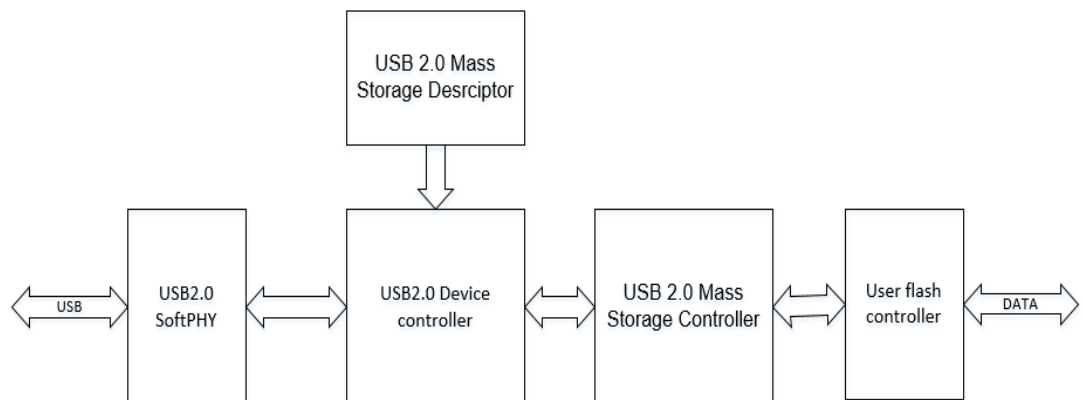 USB 2.0 Mass
Storage Desrciptor
USB
USB2.0
SoftPHY
USB2.0 Device
controller
USB 2.0 Mass
Storage Controller
User flash
controller
DATA